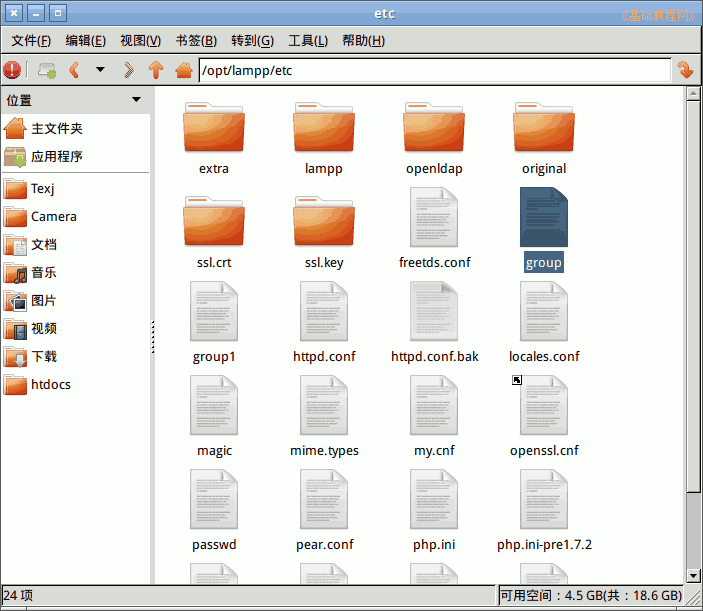 etc
《基础教程网》
文件(F) 编辑(E) 视图(V) 书签(B) 转到(G) 工具(L) 帮助(H)
/opt/lampp/etc
位置
主文件夹
应用程序
Texj
Camera
文档
音乐
图片
视频
下载
htdocs
extra lampp openldap original
ssl.crt ssl.key freetds.conf group
group1 httpd.conf httpd.conf.bak locales.conf
magic mime.types my.cnf openssl.cnf
passwd pear.conf php.ini php.ini-pre1.7.2
24 项 可用空间：4.5 GB(共：18.6 GB)